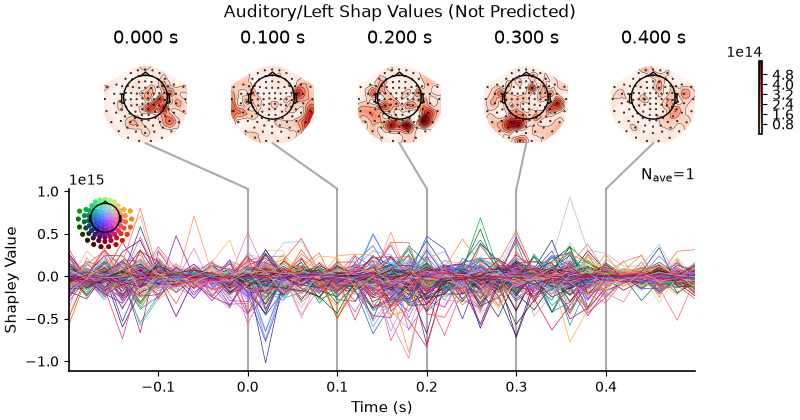 Auditory/Left Shap Values (Not Predicted)
0.000 s 0.100 s 0.200 s 0.300 s 0.400 s
1e14
4.8
4.0
3.2
2.4
1.6
0.8
Nave=1
1e15
1.0
0.5
0.0
−0.5
−1.0
Shapley Value
−0.1 0.0 0.1 0.2 0.3 0.4
Time (s)